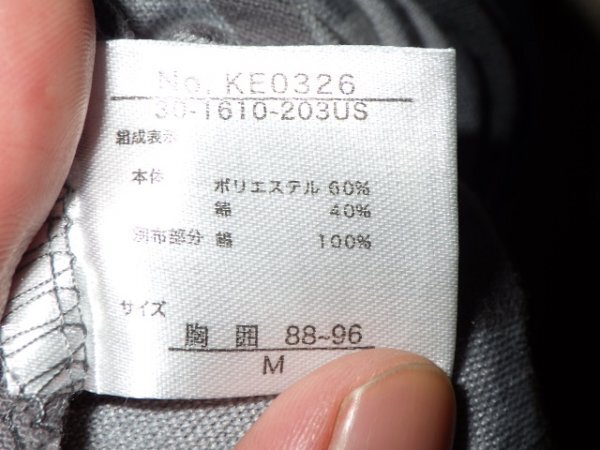 No. KE0326
30-1610-203US
組成表示
本体 ポリエステル 60%
綿 40%
別布部分 綿 100%
サイズ
胸囲 88~96
M